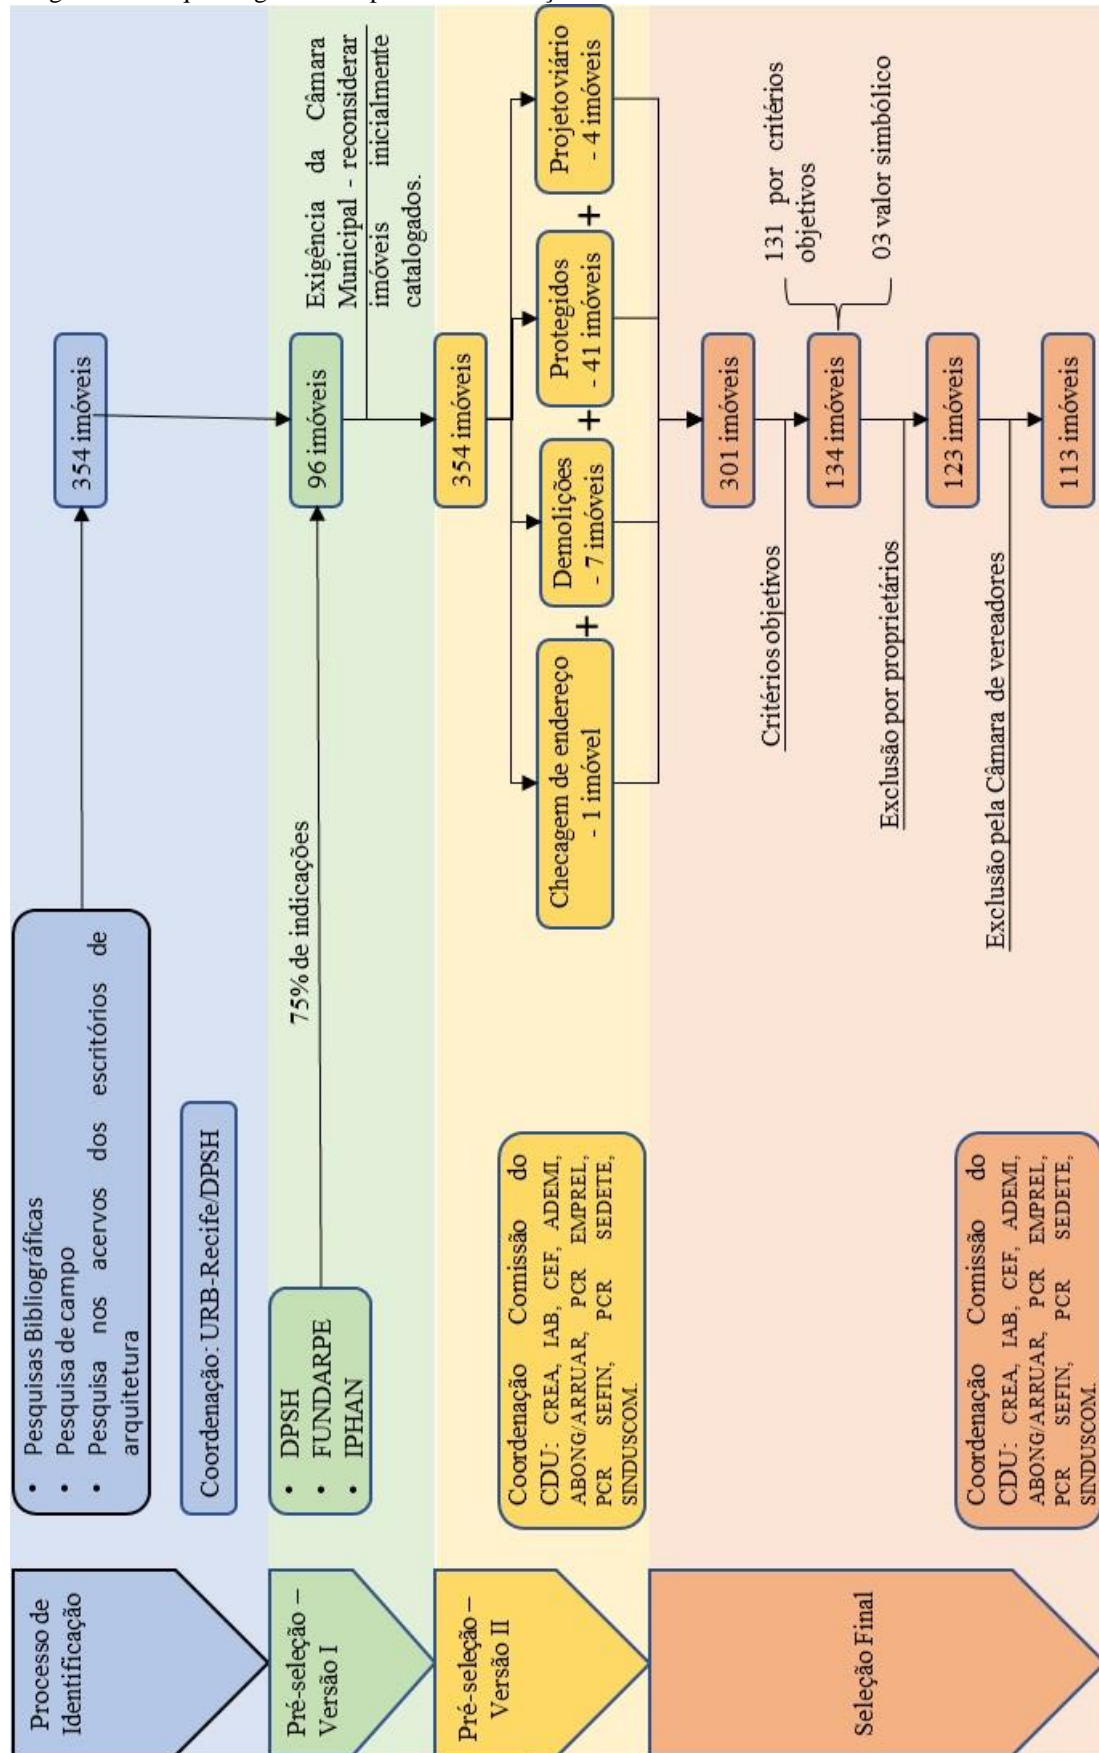 Processo de
Identificação
• Pesquisas Bibliográficas
• Pesquisa de campo
• Pesquisa nos acervos dos escritórios de
arquitetura
Coordenação: URB-Recife/DPSH
354 imóveis
Pré-seleção –
Versão I
• DPSH
• FUNDARPE
• IPHAN
75% de indicações
96 imóveis
Exigência da Câmara
Municipal - reconsiderar
imóveis inicialmente
catalogados.
Pré-seleção –
Versão II
Coordenação Comissão do
CDU: CREA, IAB, CEF, ADEMI,
ABONG/ARRUAR, PCR EMPREL,
PCR SEFIN, PCR SEDETE,
SINDUSCOM.
354 imóveis
Checagem de endereço
- 1 imóvel
+
Demolições
- 7 imóveis
+
Protegidos
- 41 imóveis
+
Projeto viário
- 4 imóveis
Seleção Final
Coordenação Comissão do
CDU: CREA, IAB, CEF, ADEMI,
ABONG/ARRUAR, PCR EMPREL,
PCR SEFIN, PCR SEDETE,
SINDUSCOM.
301 imóveis
Critérios objetivos
134 imóveis
131 por critérios
objetivos
03 valor simbólico
Exclusão por proprietários
123 imóveis
Exclusão pela Câmara de vereadores
113 imóveis